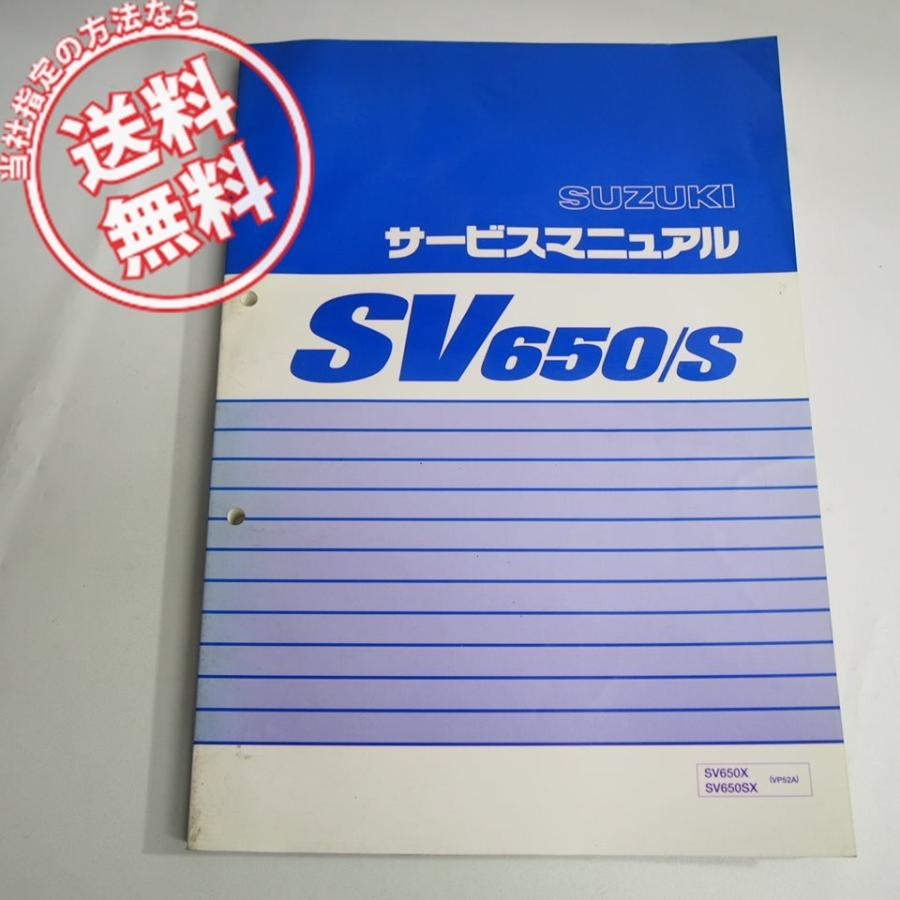 当社指定の方法なら
送料
無料
SUZUKI
サービスマニュアル
SV650/S
SV650X
SV650SX
(VP52A)